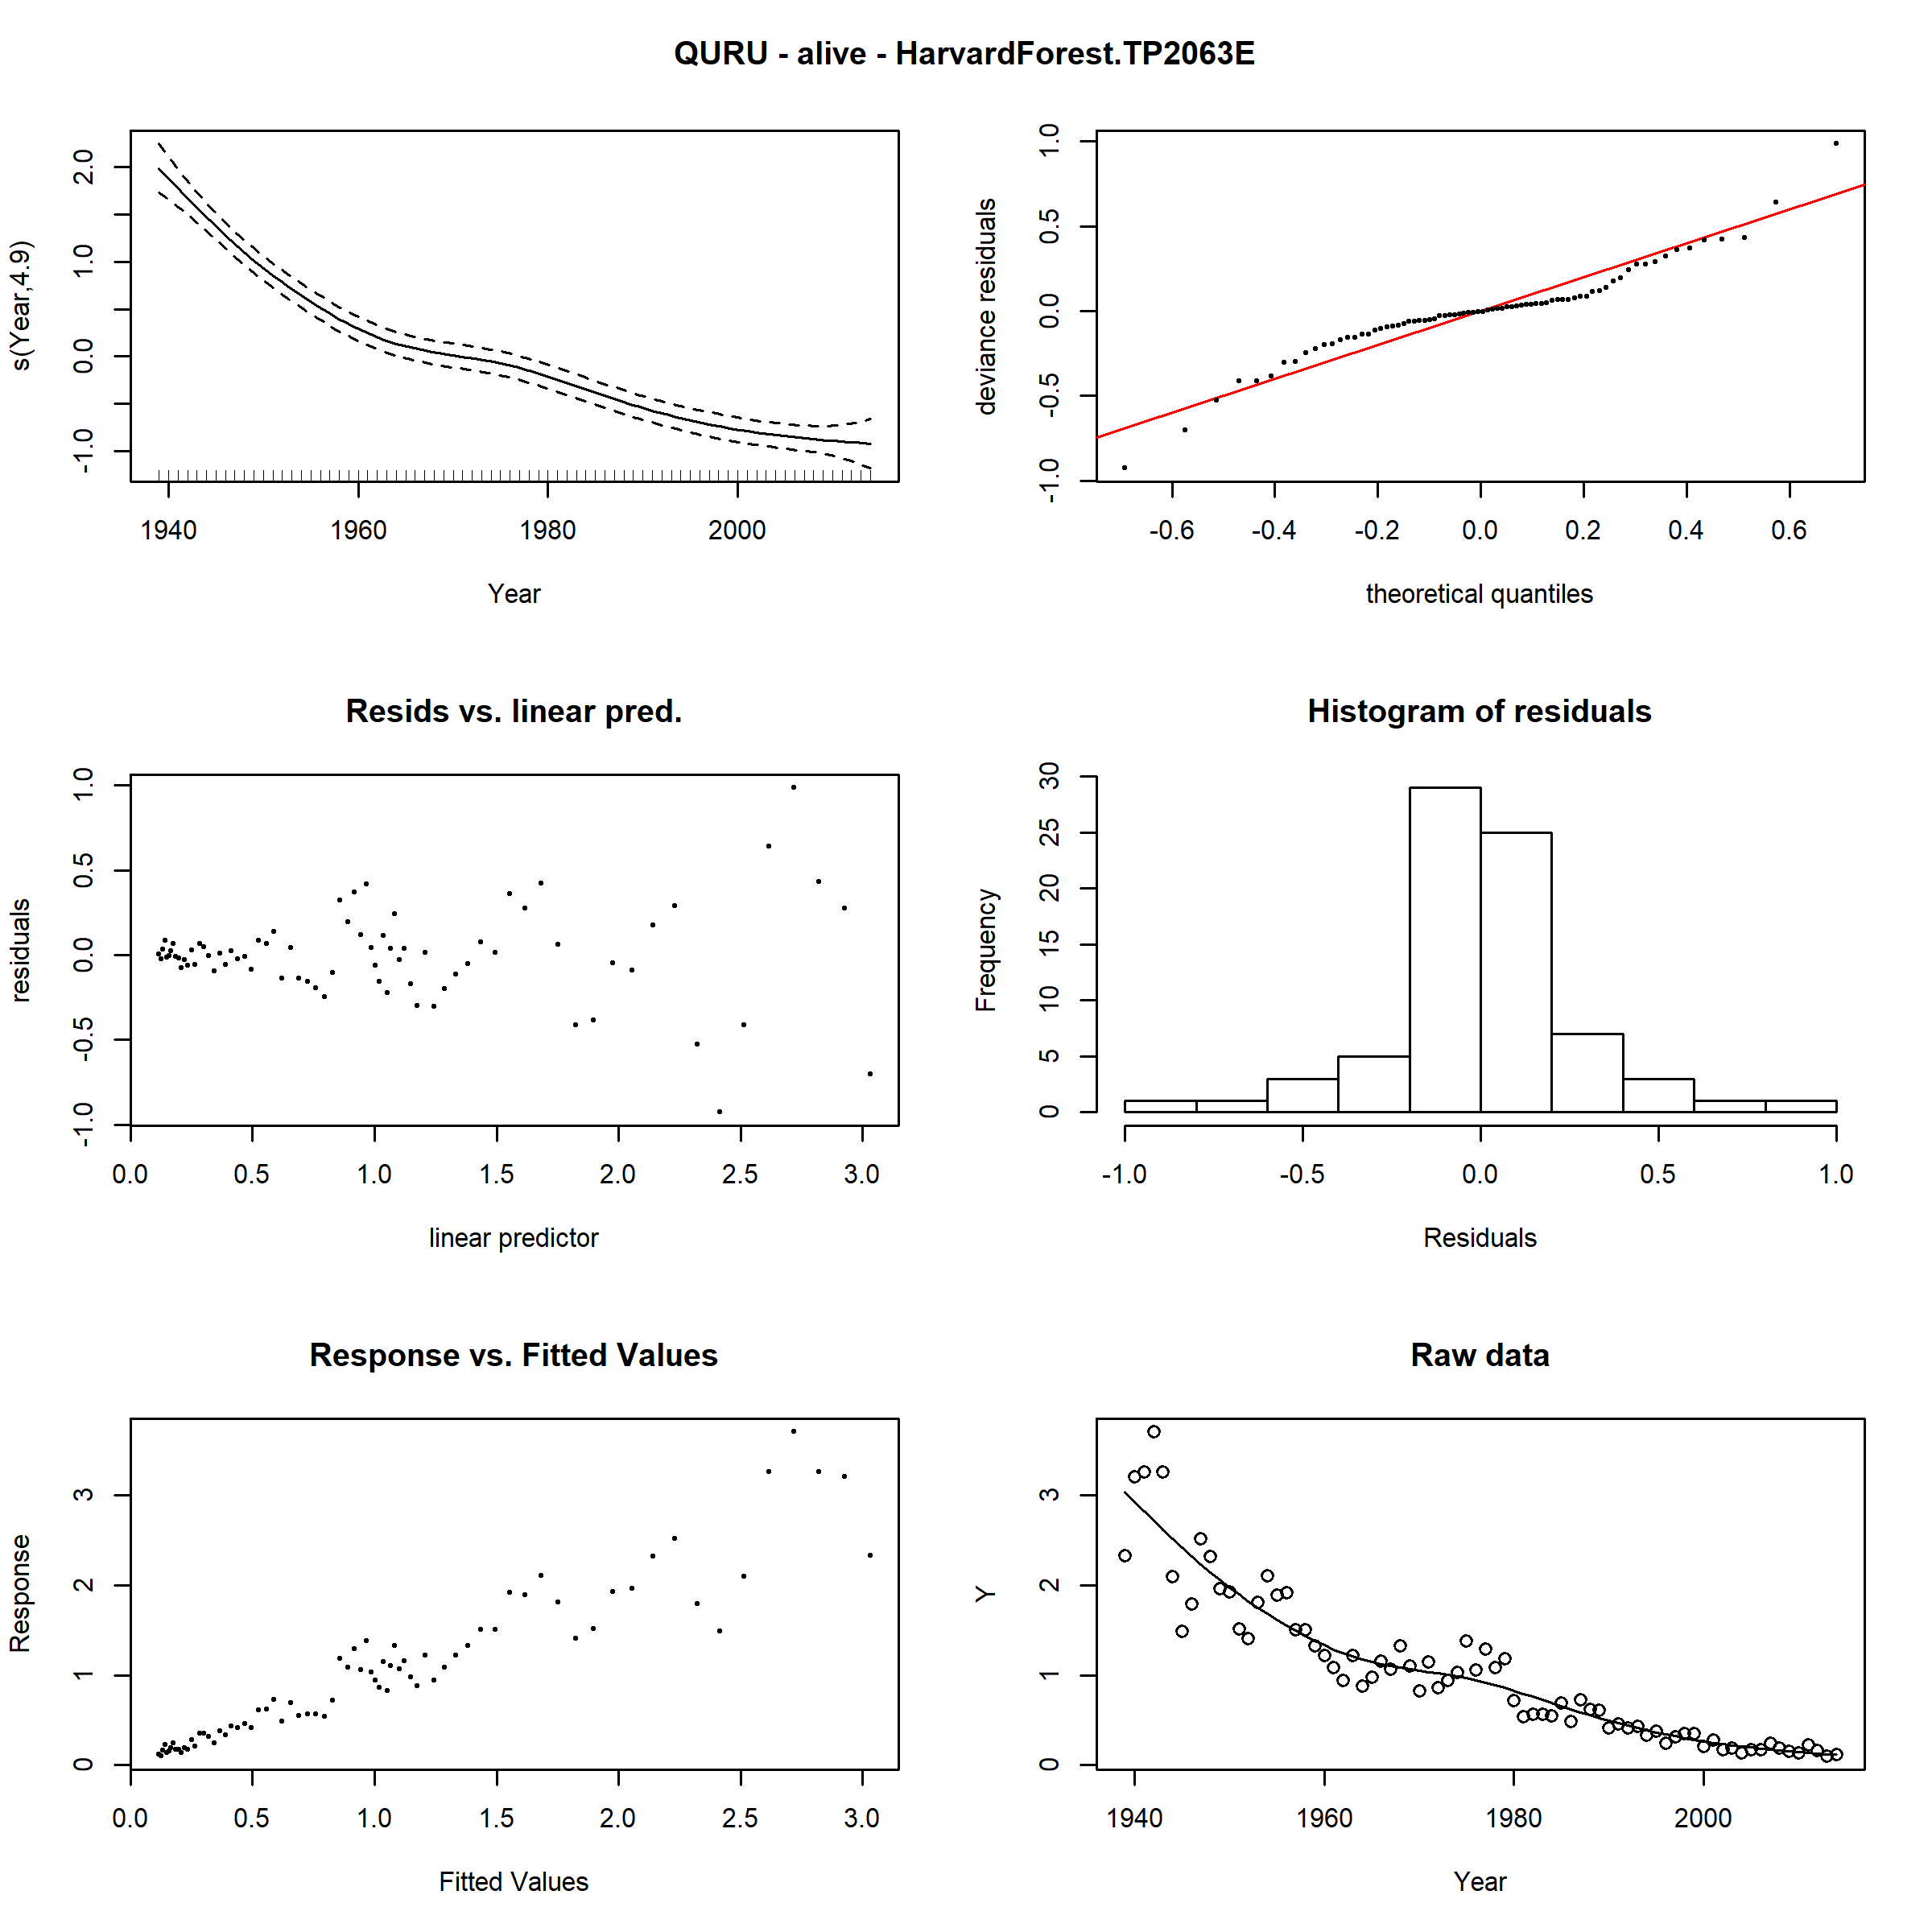 QURU - alive - HarvardForest.TP2063E
s(Year,4.9)
-1.0 0.0 1.0 2.0
1940 1960 1980 2000
Year
deviance residuals
-1.0 -0.5 0.0 0.5 1.0
-0.6 -0.4 -0.2 0.0 0.2 0.4 0.6
theoretical quantiles
Resids vs. linear pred.
residuals
-1.0 -0.5 0.0 0.5 1.0
0.0 0.5 1.0 1.5 2.0 2.5 3.0
linear predictor
Histogram of residuals
Frequency
0 5 10 15 20 25 30
-1.0 -0.5 0.0 0.5 1.0
Residuals
Response vs. Fitted Values
Response
0 1 2 3
0.0 0.5 1.0 1.5 2.0 2.5 3.0
Fitted Values
Raw data
Y
0 1 2 3
1940 1960 1980 2000
Year